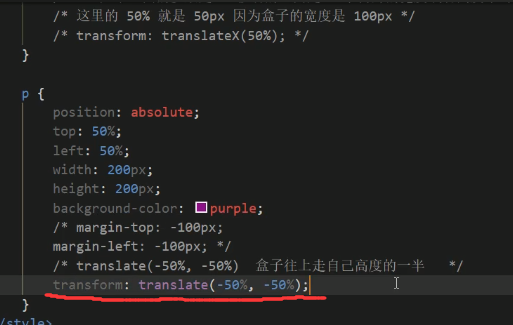 /* 这里的 50% 就是 50px 因为盒子的宽度是 100px */
/* transform: translateX(50%); */
}
p {
position: absolute;
top: 50%;
left: 50%;
width: 200px;
height: 200px;
background-color: purple;
/* margin-top: -100px;
margin-left: -100px; */
/* translate(-50%, -50%) 盒子往上走自己高度的一半 */
transform: translate(-50%, -50%);
}
</style>